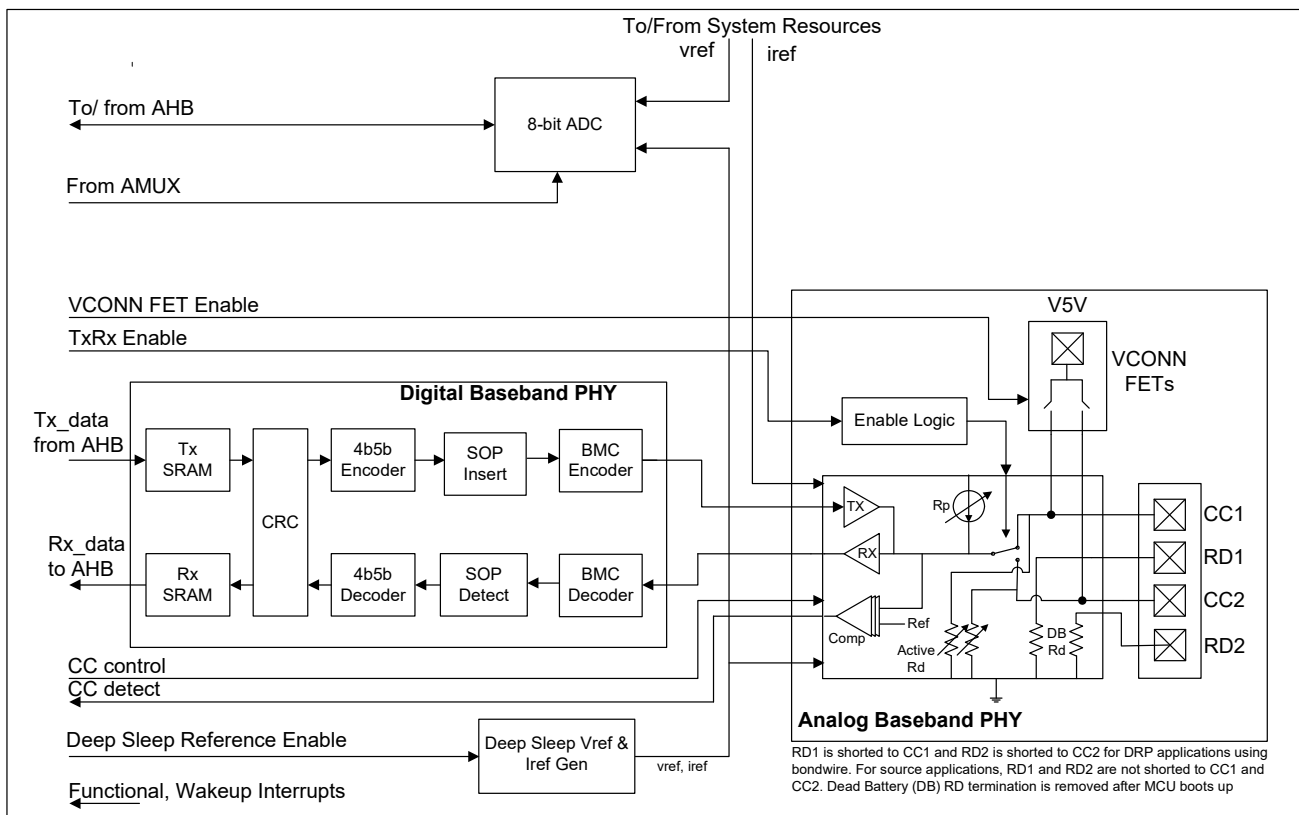 To/From System Resources
vref
iref
To/ from AHB
8-bit ADC
From AMUX
VCONN FET Enable
TxRx Enable
V5V
VCONN
FETs
Digital Baseband PHY
Enable Logic
Tx_data
from AHB
Tx
SRAM
CRC
4b5b
Encoder
SOP
Insert
BMC
Encoder
TX
Rp
CC1
Rx_data
to AHB
Rx
SRAM
4b5b
Decoder
SOP
Detect
BMC
Decoder
RX
RD1
CC2
Ref
Comp
Active
Rd
DB
Rd
RD2
CC control
CC detect
Analog Baseband PHY
Deep Sleep Reference Enable
Deep Sleep Vref &
Iref Gen
vref, iref
RD1 is shorted to CC1 and RD2 is shorted to CC2 for DRP applications using
bondwire. For source applications, RD1 and RD2 are not shorted to CC1 and
CC2. Dead Battery (DB) RD termination is removed after MCU boots up
Functional, Wakeup Interrupts